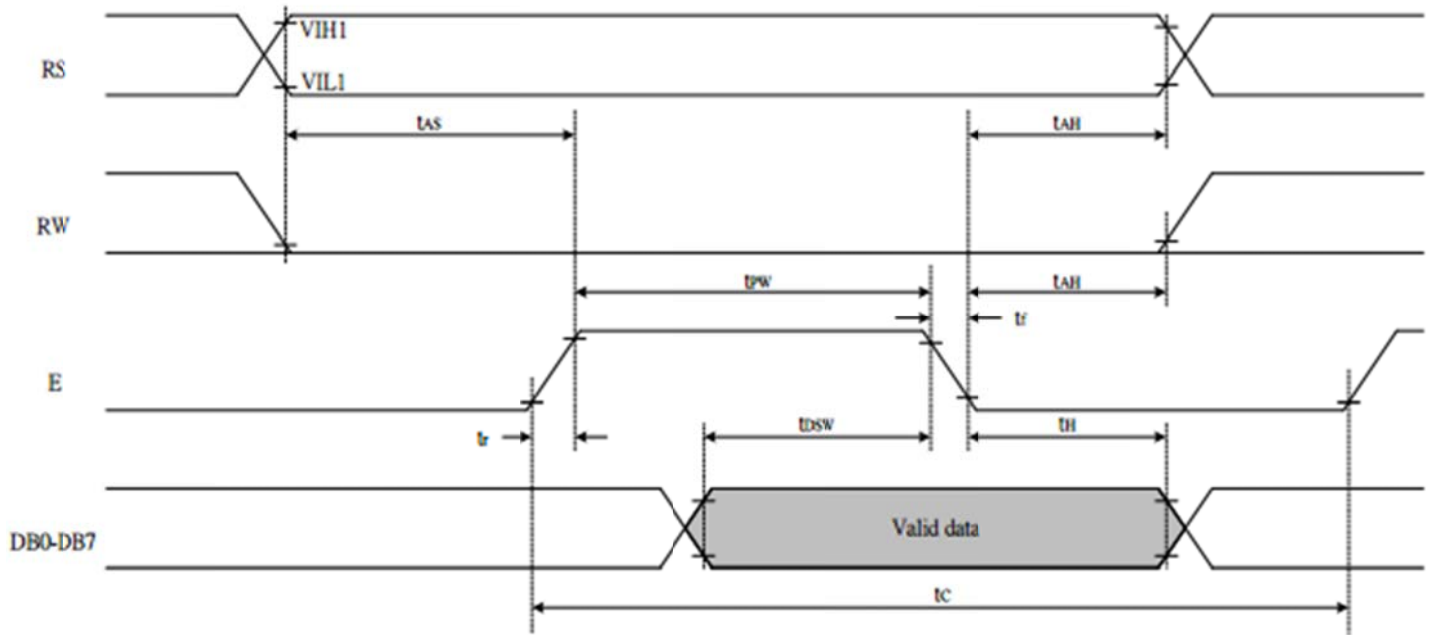 VIH1
RS
VIL1
tAS
tAH
RW
tPW
tAH
tf
E
tr
tDSW
tH
Valid data
DB0-DB7
tC